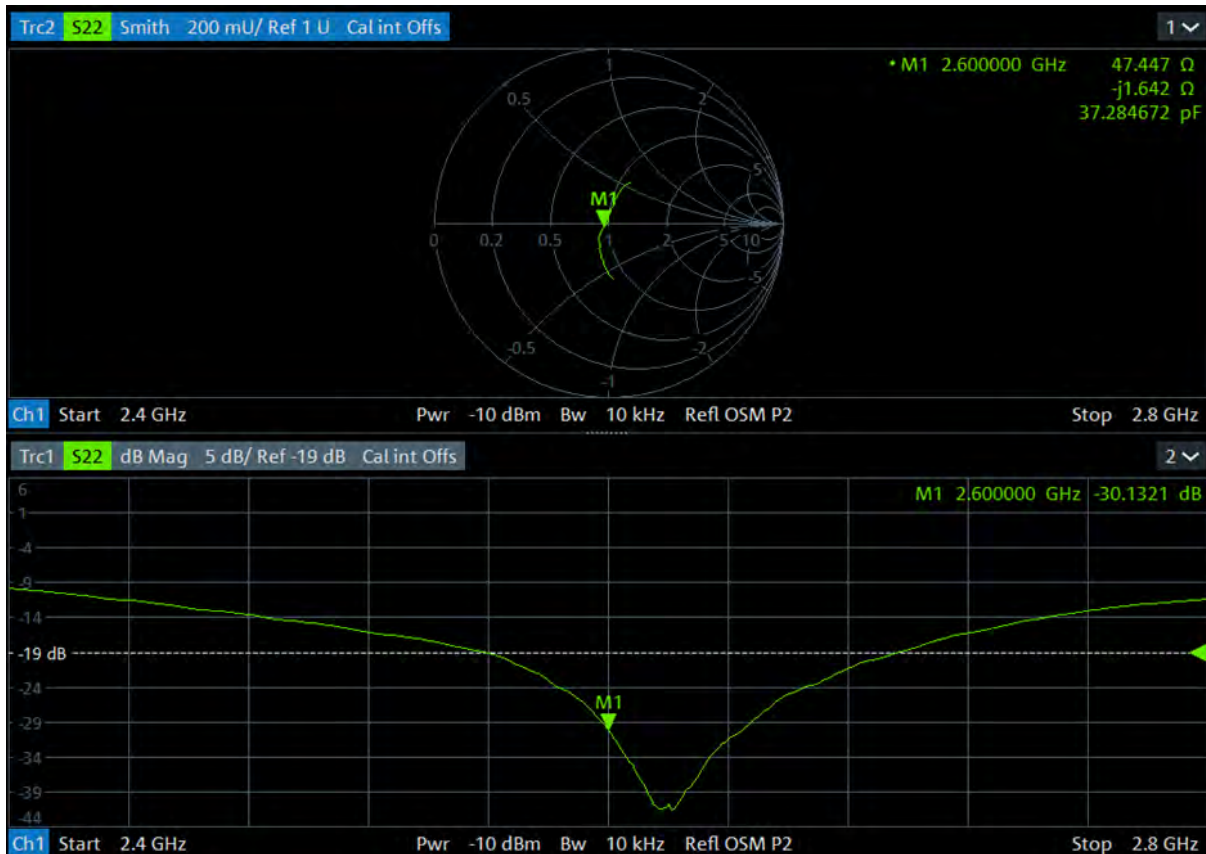 Trc2 S22 Smith 200 mU/ Ref 1 U Cal int Offs 1
• M1 2.600000 GHz 47.447 Ω
-j1.642 Ω
37.284672 pF
1
0.5 2
5
M1
0 0.2 0.5 1 2 5 10
-5
-0.5 -2
-1
Ch1 Start 2.4 GHz Pwr -10 dBm Bw 10 kHz Refl OSM P2 Stop 2.8 GHz
Trc1 S22 dB Mag 5 dB/ Ref -19 dB Cal int Offs 2
M1 2.600000 GHz -30.1321 dB
6
1
-4
-9
-14
-19 dB
-24
M1
-29
-34
-39
-44
Ch1 Start 2.4 GHz Pwr -10 dBm Bw 10 kHz Refl OSM P2 Stop 2.8 GHz